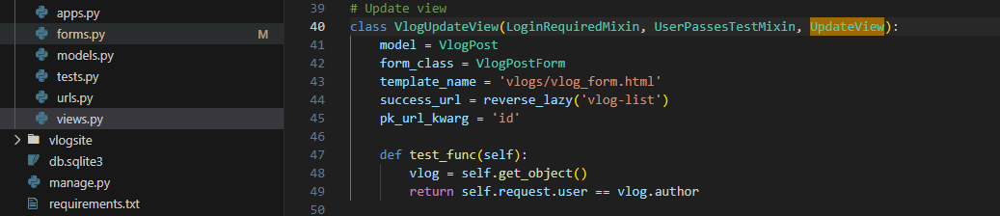 apps.py
forms.py M
models.py
tests.py
urls.py
views.py
vlogsite
db.sqlite3
manage.py
requirements.txt
39 # Update view
40 class VlogUpdateView(LoginRequiredMixin, UserPassesTestMixin, UpdateView):
41     model = VlogPost
42     form_class = VlogPostForm
43     template_name = 'vlogs/vlog_form.html'
44     success_url = reverse_lazy('vlog-list')
45     pk_url_kwarg = 'id'
46
47     def test_func(self):
48         vlog = self.get_object()
49         return self.request.user == vlog.author
50